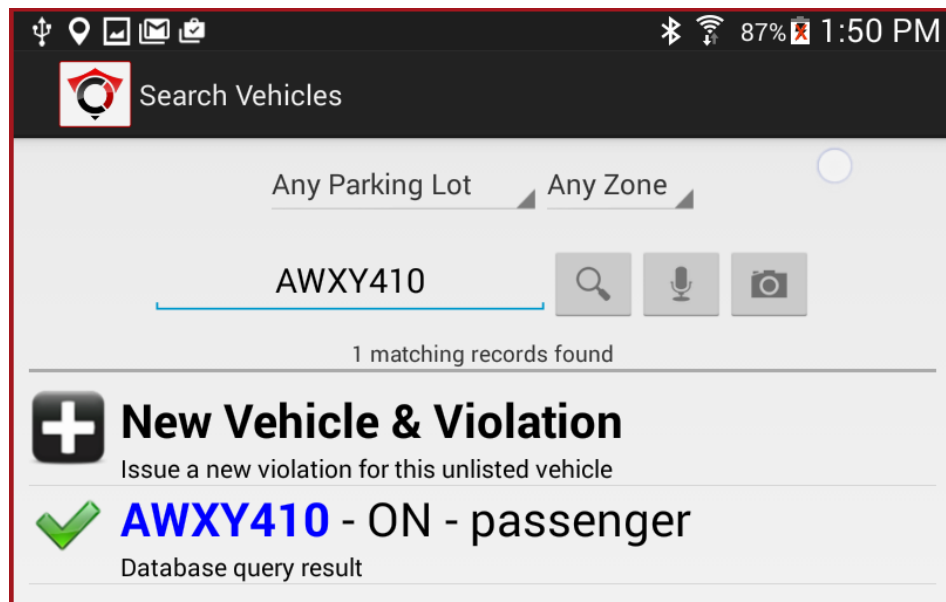 87% 1:50 PM
Search Vehicles
Any Parking Lot Any Zone
AWXY410
1 matching records found
New Vehicle & Violation
Issue a new violation for this unlisted vehicle
AWXY410 - ON - passenger
Database query result